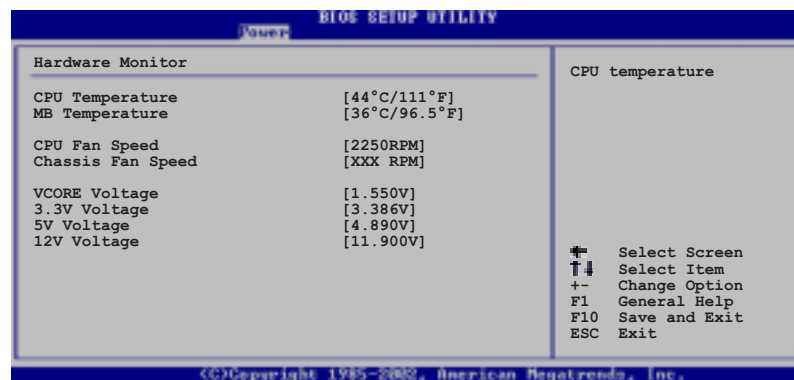 BIOS SETUP UTILITY
Power
Hardware Monitor
CPU Temperature [44°C/111°F]
MB Temperature [36°C/96.5°F]
CPU Fan Speed [2250RPM]
Chassis Fan Speed [XXX RPM]
VCORE Voltage [1.550V]
3.3V Voltage [3.386V]
5V Voltage [4.890V]
12V Voltage [11.900V]
CPU temperature
← Select Screen
↑↓ Select Item
+- Change Option
F1 General Help
F10 Save and Exit
ESC Exit
(C)Copyright 1985-2002, American Megatrends, Inc.